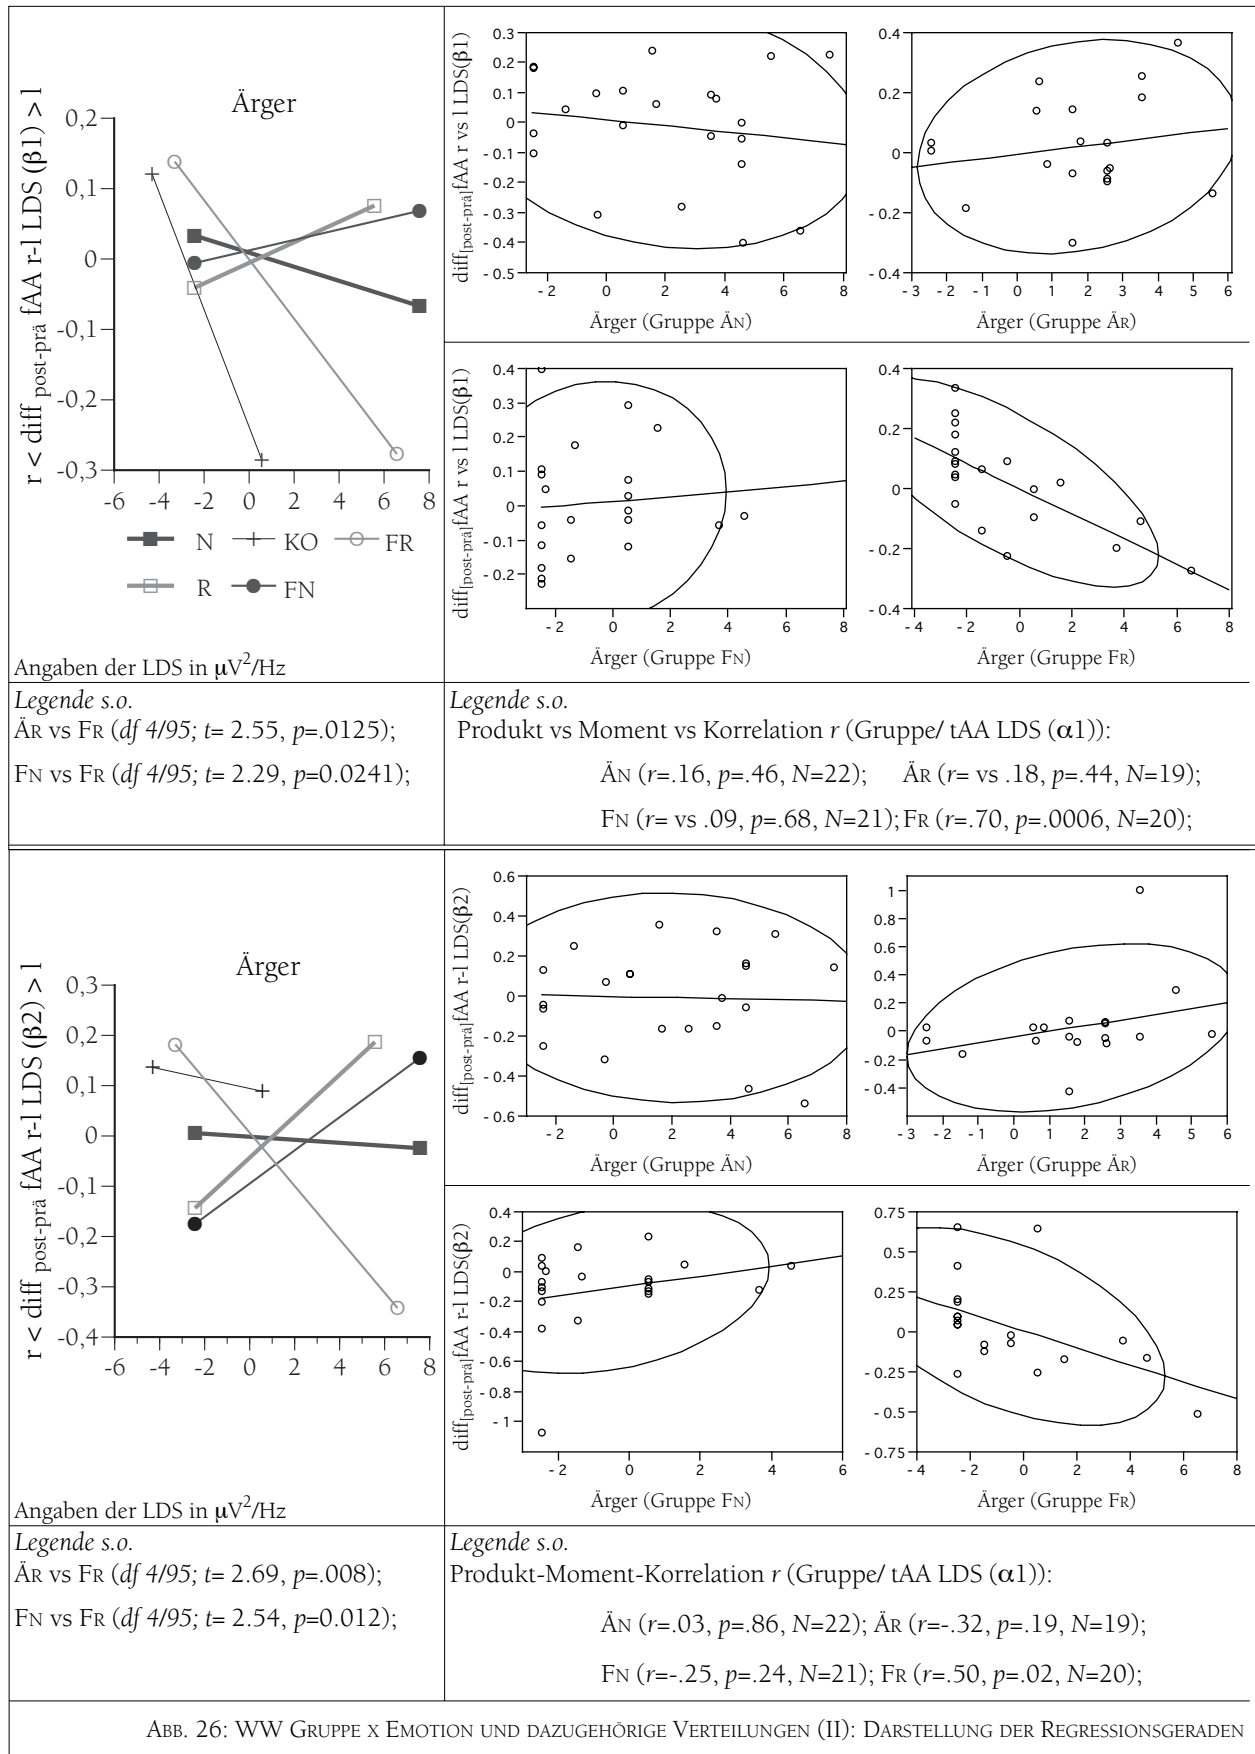 Ärger
r < diff post-prä fAA r-l LDS (β1) > l
0,2
0,1
0
-0,1
-0,2
-0,3
-6 -4 -2 0 2 4 6 8
N KO FR
R FN
Angaben der LDS in µV²/Hz
diff[post-prä]fAA r vs l LDS(β1)
0.3
0.2
0.1
0
- 0.1
- 0.2
- 0.3
- 0.4
- 0.5
- 2 0 2 4 6 8
Ärger (Gruppe ÄN)
0.4
0.2
0
- 0.2
- 0.4
- 3 - 2 - 1 0 1 2 3 4 5 6
Ärger (Gruppe ÄR)
diff[post-prä]fAA r vs l LDS(β1)
0.4
0.3
0.2
0.1
0
- 0.1
- 0.2
- 2 0 2 4 6 8
Ärger (Gruppe FN)
0.4
0.2
0
- 0.2
- 0.4
- 4 - 2 0 2 4 6 8
Ärger (Gruppe FR)
Legende s.o.
ÄR vs FR (df 4/95; t= 2.55, p=.0125);
FN vs FR (df 4/95; t= 2.29, p=0.0241);
Legende s.o.
Produkt vs Moment vs Korrelation r (Gruppe/ tAA LDS (α1)):
ÄN (r=.16, p=.46, N=22); ÄR (r= vs .18, p=.44, N=19);
FN (r= vs .09, p=.68, N=21); FR (r=.70, p=.0006, N=20);
Ärger
r < diff post-prä fAA r-l LDS (β2) > l
0,3
0,2
0,1
0
-0,1
-0,2
-0,3
-0,4
-6 -4 -2 0 2 4 6 8
Angaben der LDS in µV²/Hz
diff[post-prä]fAA r-l LDS(β2)
0.6
0.4
0.2
0
- 0.2
- 0.4
- 0.6
- 2 0 2 4 6 8
Ärger (Gruppe ÄN)
1
0.8
0.6
0.4
0.2
0
- 0.2
- 0.4
- 3 - 2 - 1 0 1 2 3 4 5 6
Ärger (Gruppe ÄR)
diff[post-prä]fAA r-l LDS(β2)
0.4
0.2
0
- 0.2
- 0.4
- 0.6
- 0.8
- 1
- 2 0 2 4 6
Ärger (Gruppe FN)
0.75
0.5
0.25
0
- 0.25
- 0.5
- 0.75
- 4 - 2 0 2 4 6 8
Ärger (Gruppe FR)
Legende s.o.
ÄR vs FR (df 4/95; t= 2.69, p=.008);
FN vs FR (df 4/95; t= 2.54, p=0.012);
Legende s.o.
Produkt-Moment-Korrelation r (Gruppe/ tAA LDS (α1)):
ÄN (r=.03, p=.86, N=22); ÄR (r=-.32, p=.19, N=19);
FN (r=-.25, p=.24, N=21); FR (r=.50, p=.02, N=20);
ABB. 26: WW GRUPPE X EMOTION UND DAZUGEHÖRIGE VERTEILUNGEN (II): DARSTELLUNG DER REGRESSIONSGERADEN